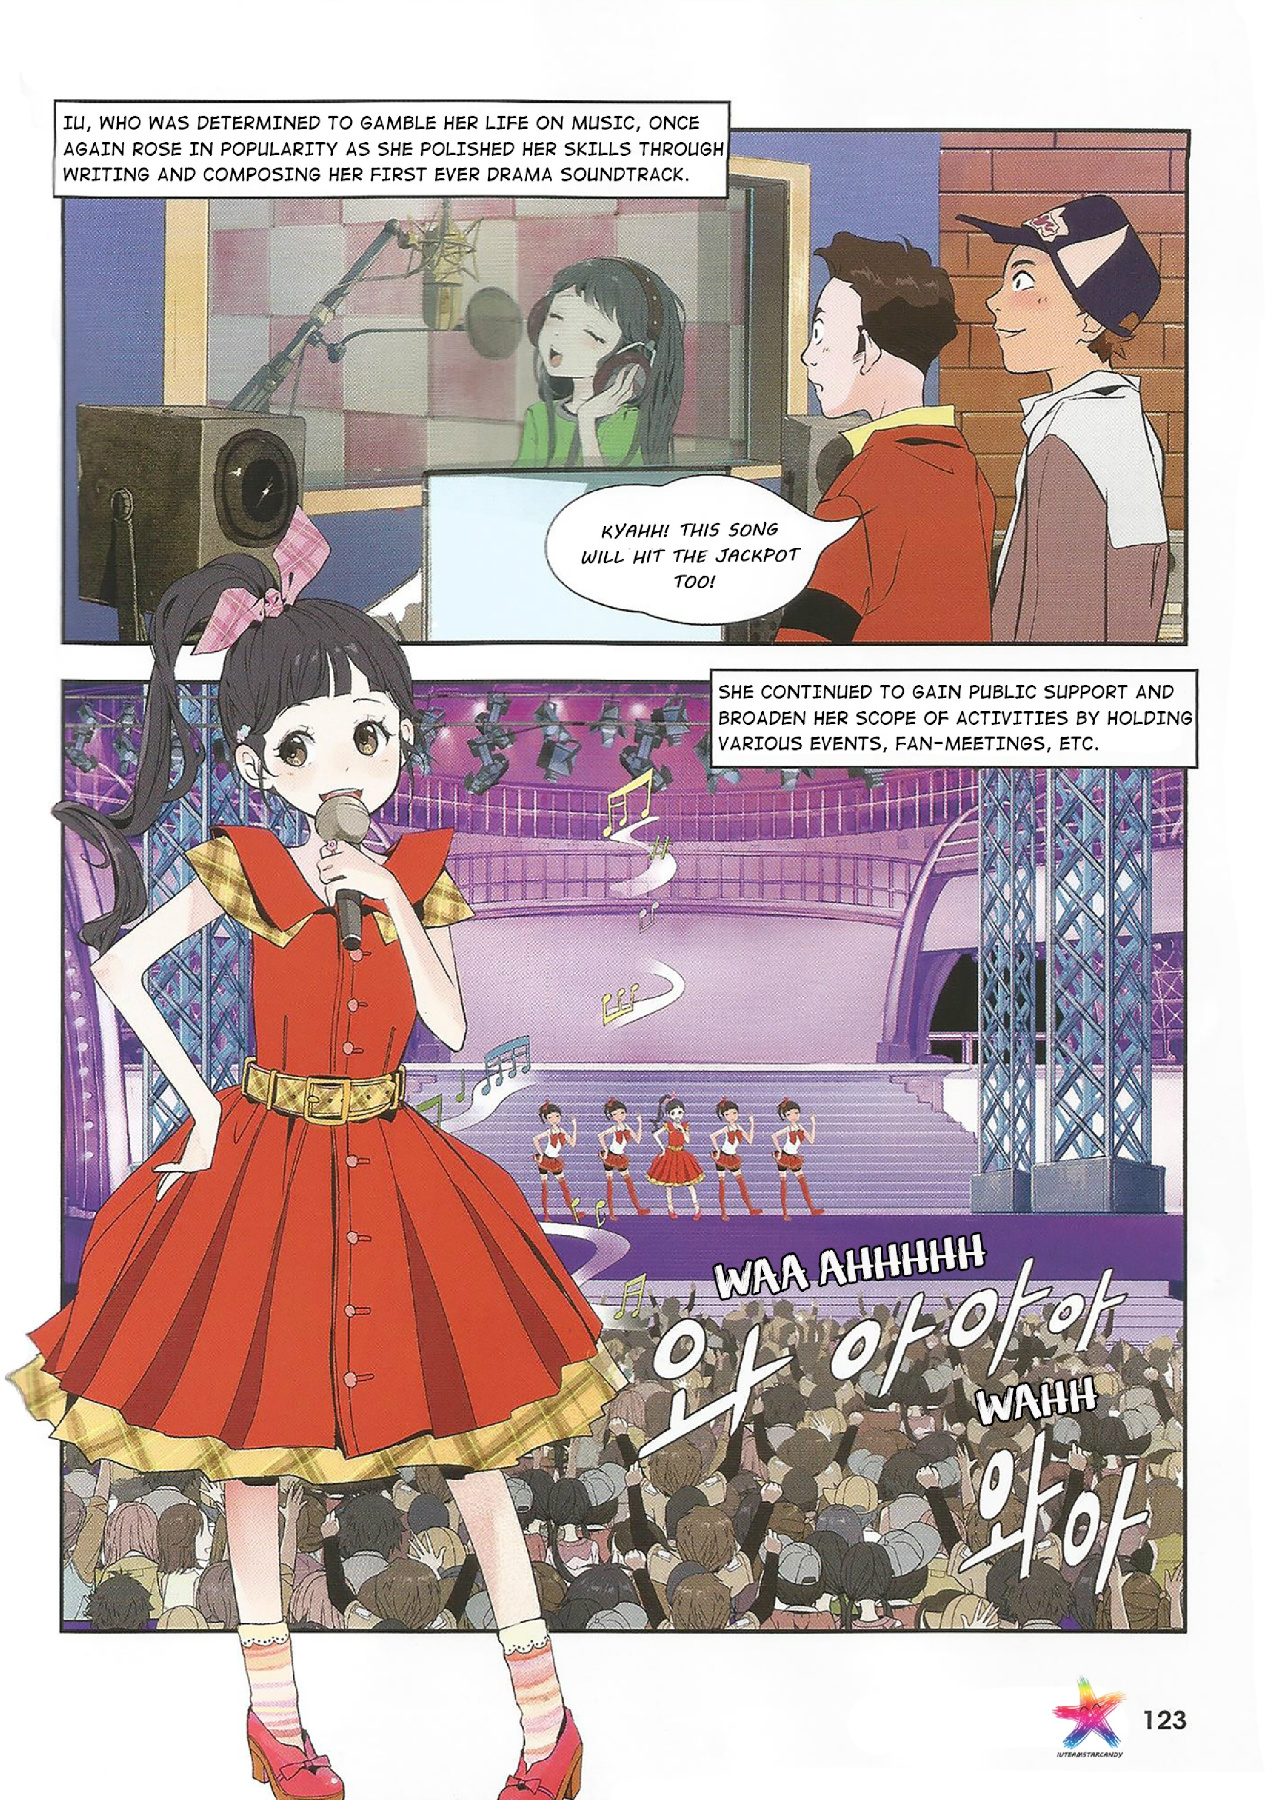 IU, WHO WAS DETERMINED TO GAMBLE HER LIFE ON MUSIC, ONCE
AGAIN ROSE IN POPULARITY AS SHE POLISHED HER SKILLS THROUGH
WRITING AND COMPOSING HER FIRST EVER DRAMA SOUNDTRACK.
KYAHH! THIS SONG
WILL HIT THE JACKPOT
TOO!
SHE CONTINUED TO GAIN PUBLIC SUPPORT AND
BROADEN HER SCOPE OF ACTIVITIES BY HOLDING
VARIOUS EVENTS, FAN-MEETINGS, ETC.
WAA AHHHHH
와 아아아
WAHH
와아
IUTEAMSTARCANDY
123